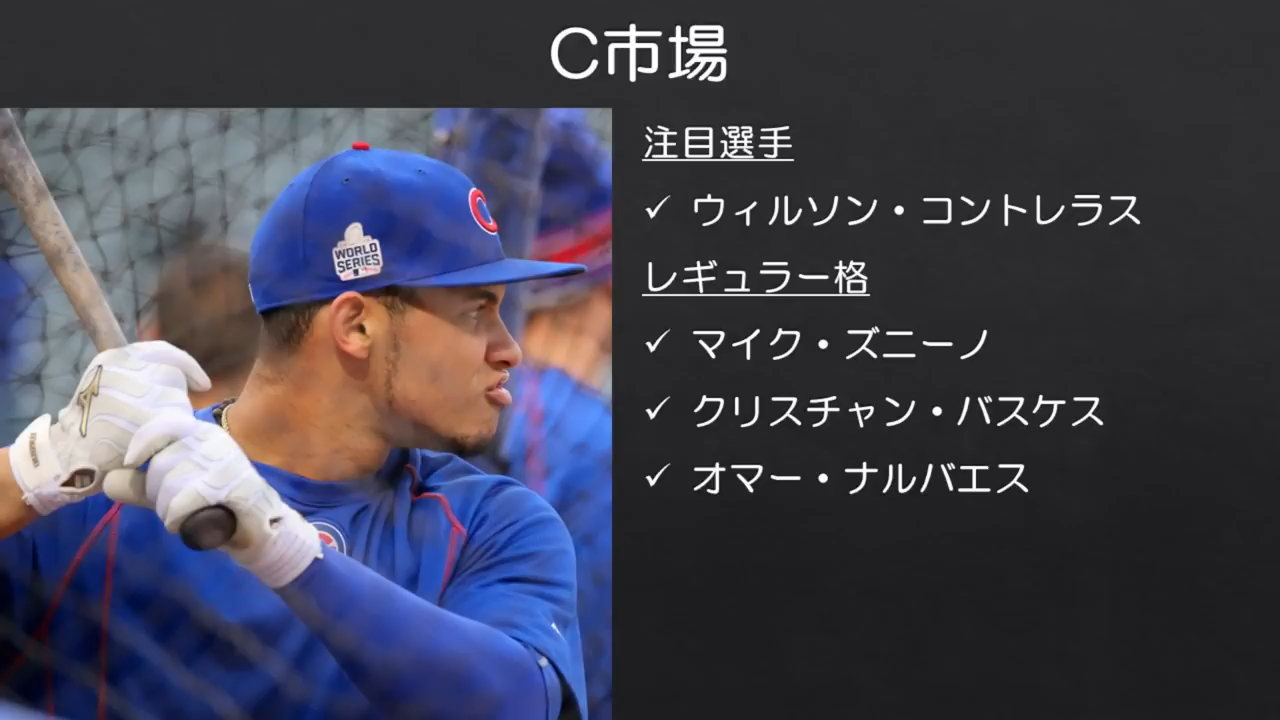 C市場
注目選手
✓ ウィルソン・コントレラス
レギュラー格
✓ マイク・ズニーノ
✓ クリスチャン・バスケス
✓ オマー・ナルバエス
C
WORLD
SERIES